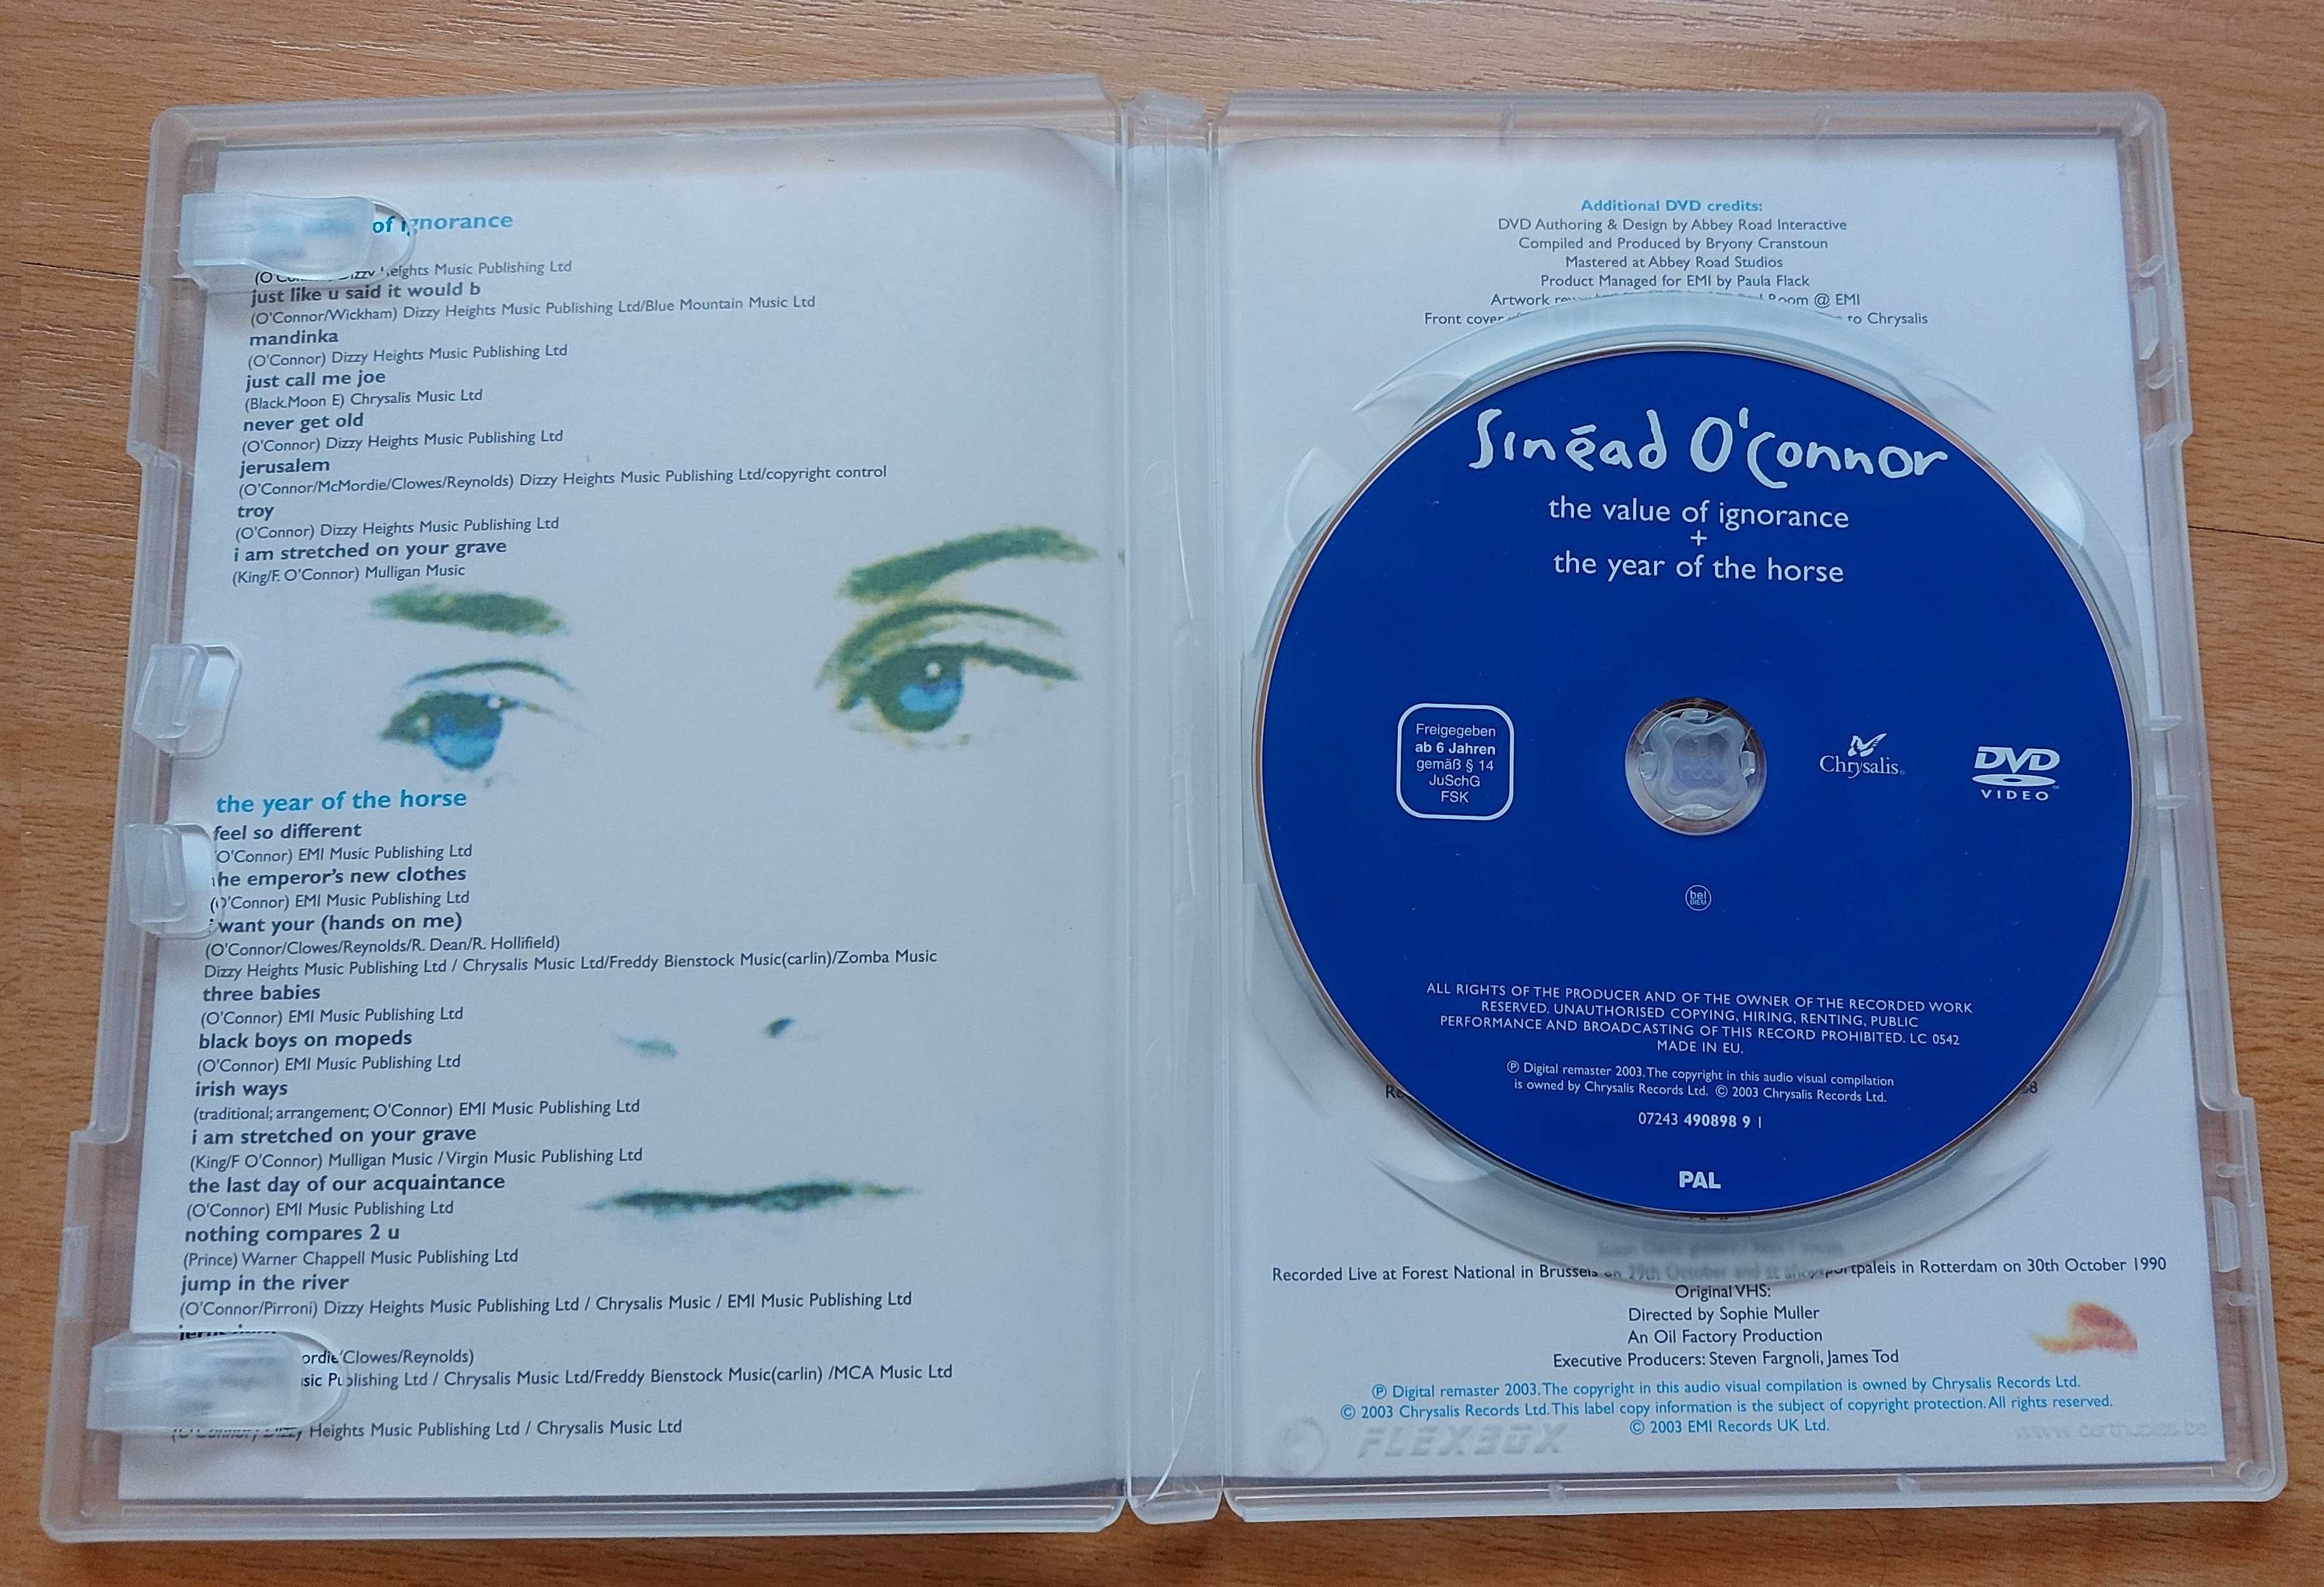 of ignorance
Heights Music Publishing Ltd
just like u said it would b
(O'Connor/Wickham) Dizzy Heights Music Publishing Ltd/Blue Mountain Music Ltd
mandinka
(O'Connor) Dizzy Heights Music Publishing Ltd
just call me joe
(Black.Moon E) Chrysalis Music Ltd
never get old
(O'Connor) Dizzy Heights Music Publishing Ltd
jerusalem
(O'Connor/McMordie/Clowes/Reynolds) Dizzy Heights Music Publishing Ltd/copyright control
troy
(O'Connor) Dizzy Heights Music Publishing Ltd
i am stretched on your grave
(King/F. O'Connor) Mulligan Music
the year of the horse
feel so different
(O'Connor) EMI Music Publishing Ltd
the emperor's new clothes
(O'Connor) EMI Music Publishing Ltd
i want your (hands on me)
(O'Connor/Clowes/Reynolds/R. Dean/R. Hollifield)
Dizzy Heights Music Publishing Ltd / Chrysalis Music Ltd/Freddy Bienstock Music(carlin)/Zomba Music
three babies
(O'Connor) EMI Music Publishing Ltd
black boys on mopeds
(O'Connor) EMI Music Publishing Ltd
irish ways
(traditional; arrangement; O'Connor) EMI Music Publishing Ltd
i am stretched on your grave
(King/F O'Connor) Mulligan Music / Virgin Music Publishing Ltd
the last day of our acquaintance
(O'Connor) EMI Music Publishing Ltd
nothing compares 2 u
(Prince) Warner Chappell Music Publishing Ltd
jump in the river
(O'Connor/Pirroni) Dizzy Heights Music Publishing Ltd / Chrysalis Music / EMI Music Publishing Ltd
ordie/Clowes/Reynolds)
sic Publishing Ltd / Chrysalis Music Ltd/Freddy Bienstock Music(carlin) /MCA Music Ltd
(O'Connor) Dizzy Heights Music Publishing Ltd / Chrysalis Music Ltd
Additional DVD credits:
DVD Authoring & Design by Abbey Road Interactive
Compiled and Produced by Bryony Cranstoun
Mastered at Abbey Road Studios
Product Managed for EMI by Paula Flack
Artwork Room @ EMI
Front cover to Chrysalis
Sinéad O'Connor
the value of ignorance
+
the year of the horse
Freigegeben
ab 6 Jahren
gemäß § 14
JuSchG
FSK
Chrysalis
DVD
VIDEO
bel
BIEM
ALL RIGHTS OF THE PRODUCER AND OF THE OWNER OF THE RECORDED WORK
RESERVED. UNAUTHORISED COPYING, HIRING, RENTING, PUBLIC
PERFORMANCE AND BROADCASTING OF THIS RECORD PROHIBITED. LC 0542
MADE IN EU.
℗ Digital remaster 2003. The copyright in this audio visual compilation
is owned by Chrysalis Records Ltd. © 2003 Chrysalis Records Ltd.
07243 490898 9 1
PAL
Recorded Live at Forest National in Brussels on 29th October and at tpaleis in Rotterdam on 30th October 1990
Original VHS:
Directed by Sophie Muller
An Oil Factory Production
Executive Producers: Steven Fargnoli, James Tod
℗ Digital remaster 2003. The copyright in this audio visual compilation is owned by Chrysalis Records Ltd.
© 2003 Chrysalis Records Ltd. This label copy information is the subject of copyright protection. All rights reserved.
© 2003 EMI Records UK Ltd.
FLEXBOX